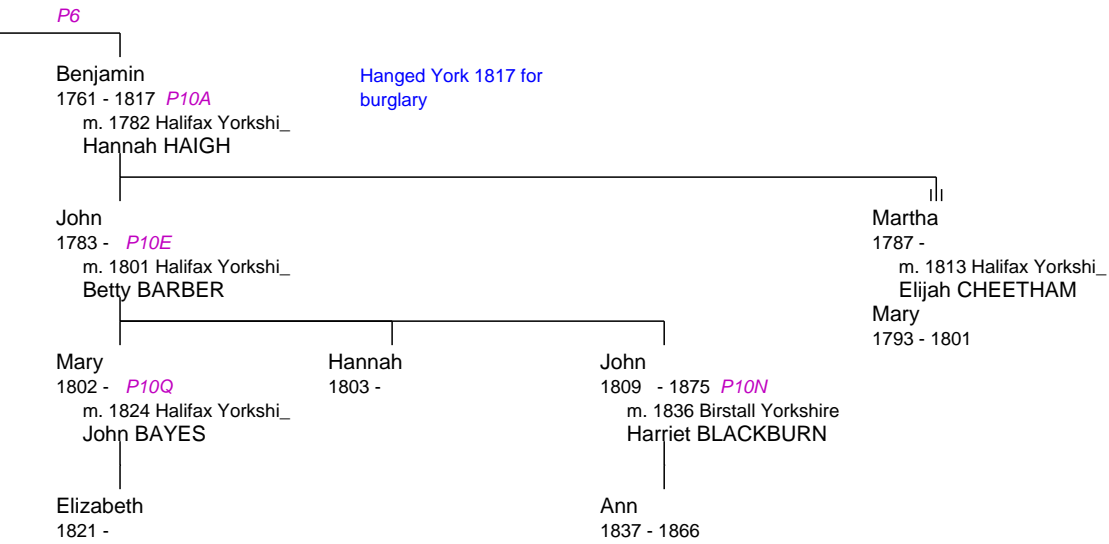 P6
Benjamin
1761 - 1817 P10A
m. 1782 Halifax Yorkshi_
Hannah HAIGH
Hanged York 1817 for
burglary
John
1783 - P10E
m. 1801 Halifax Yorkshi_
Betty BARBER
Martha
1787 -
m. 1813 Halifax Yorkshi_
Elijah CHEETHAM
Mary
1793 - 1801
Mary
1802 - P10Q
m. 1824 Halifax Yorkshi_
John BAYES
Hannah
1803 -
John
1809 - 1875 P10N
m. 1836 Birstall Yorkshire
Harriet BLACKBURN
Elizabeth
1821 -
Ann
1837 - 1866